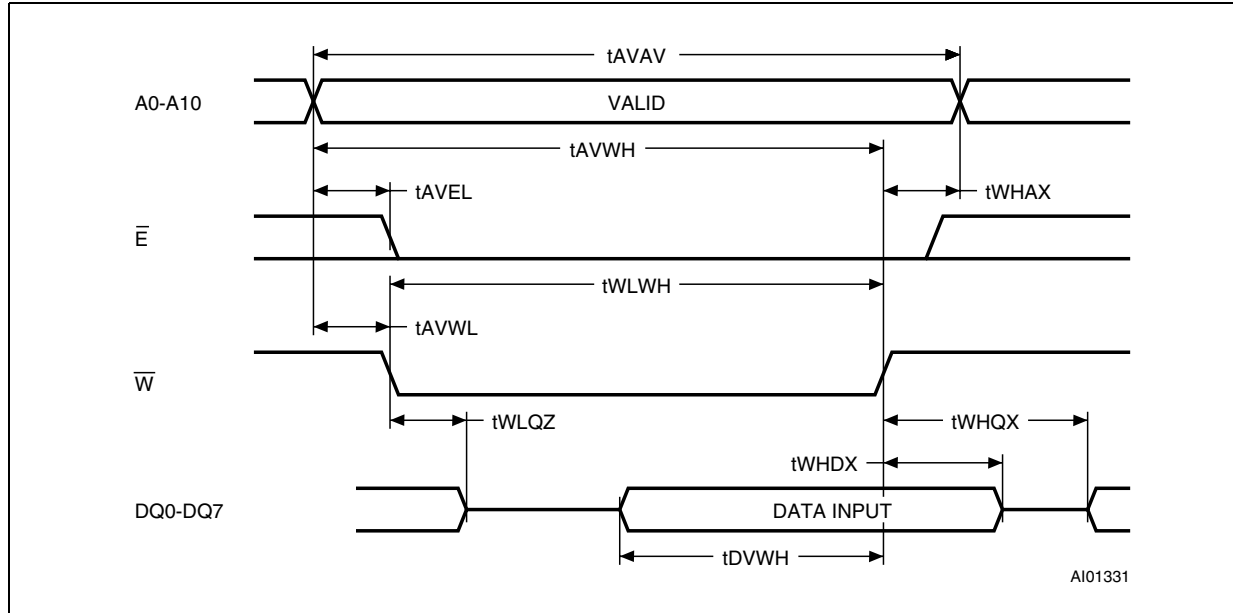 tAVAV
A0-A10
VALID
tAVWH
tAVEL
tWHAX
E̅
tWLWH
tAVWL
W̅
tWLQZ
tWHQX
tWHDX
DQ0-DQ7
DATA INPUT
tDVWH
AI01331